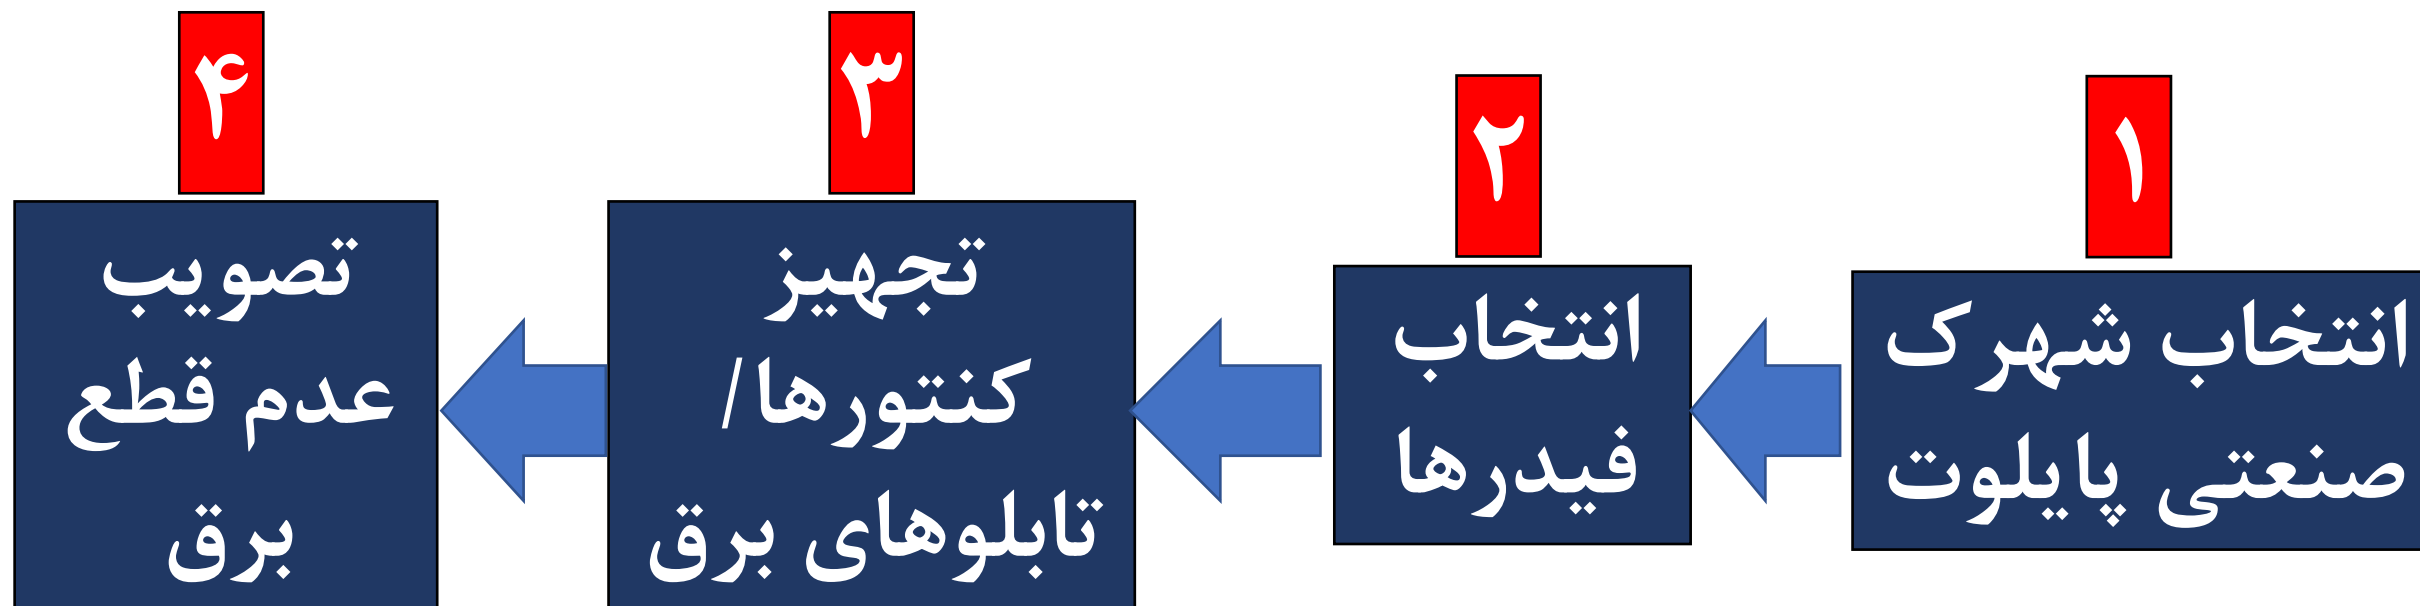 ۱
انتخاب شهرک
صنعتی پایلوت
۲
انتخاب
فیدرها
۳
تجهیز
کنتورها/
تابلوهای برق
۴
تصویب
عدم قطع
برق